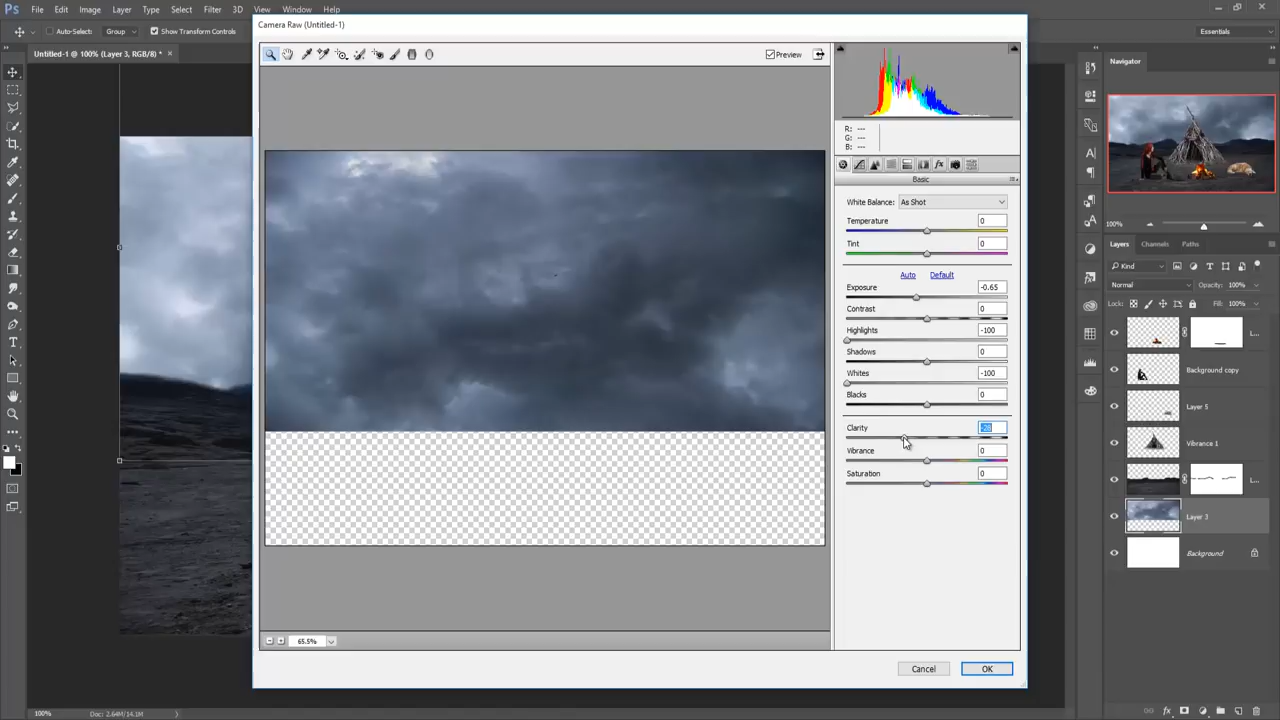 Ps File Edit Image Layer Type Select Filter 3D View Window Help
Camera Raw (Untitled-1)
Auto-Select: Group Show Transform Controls
Essentials
Untitled-1 @ 100% (Layer 3, RGB/8) * ×
Preview
Navigator
R: ---
G: ---
B: ---
Basic
White Balance: As Shot
Temperature 0
Tint 0
Auto Default
Exposure -0.65
Contrast 0
Highlights -100
Shadows 0
Whites -100
Blacks 0
Clarity -28
Vibrance 0
Saturation 0
100%
Layers Channels Paths
Kind
Normal Opacity: 100%
Lock: Fill: 100%
L...
Background copy
Layer 5
Vibrance 1
L...
Layer 3
Background
65.5%
Cancel OK
100% Doc: 2.64M/14.1M